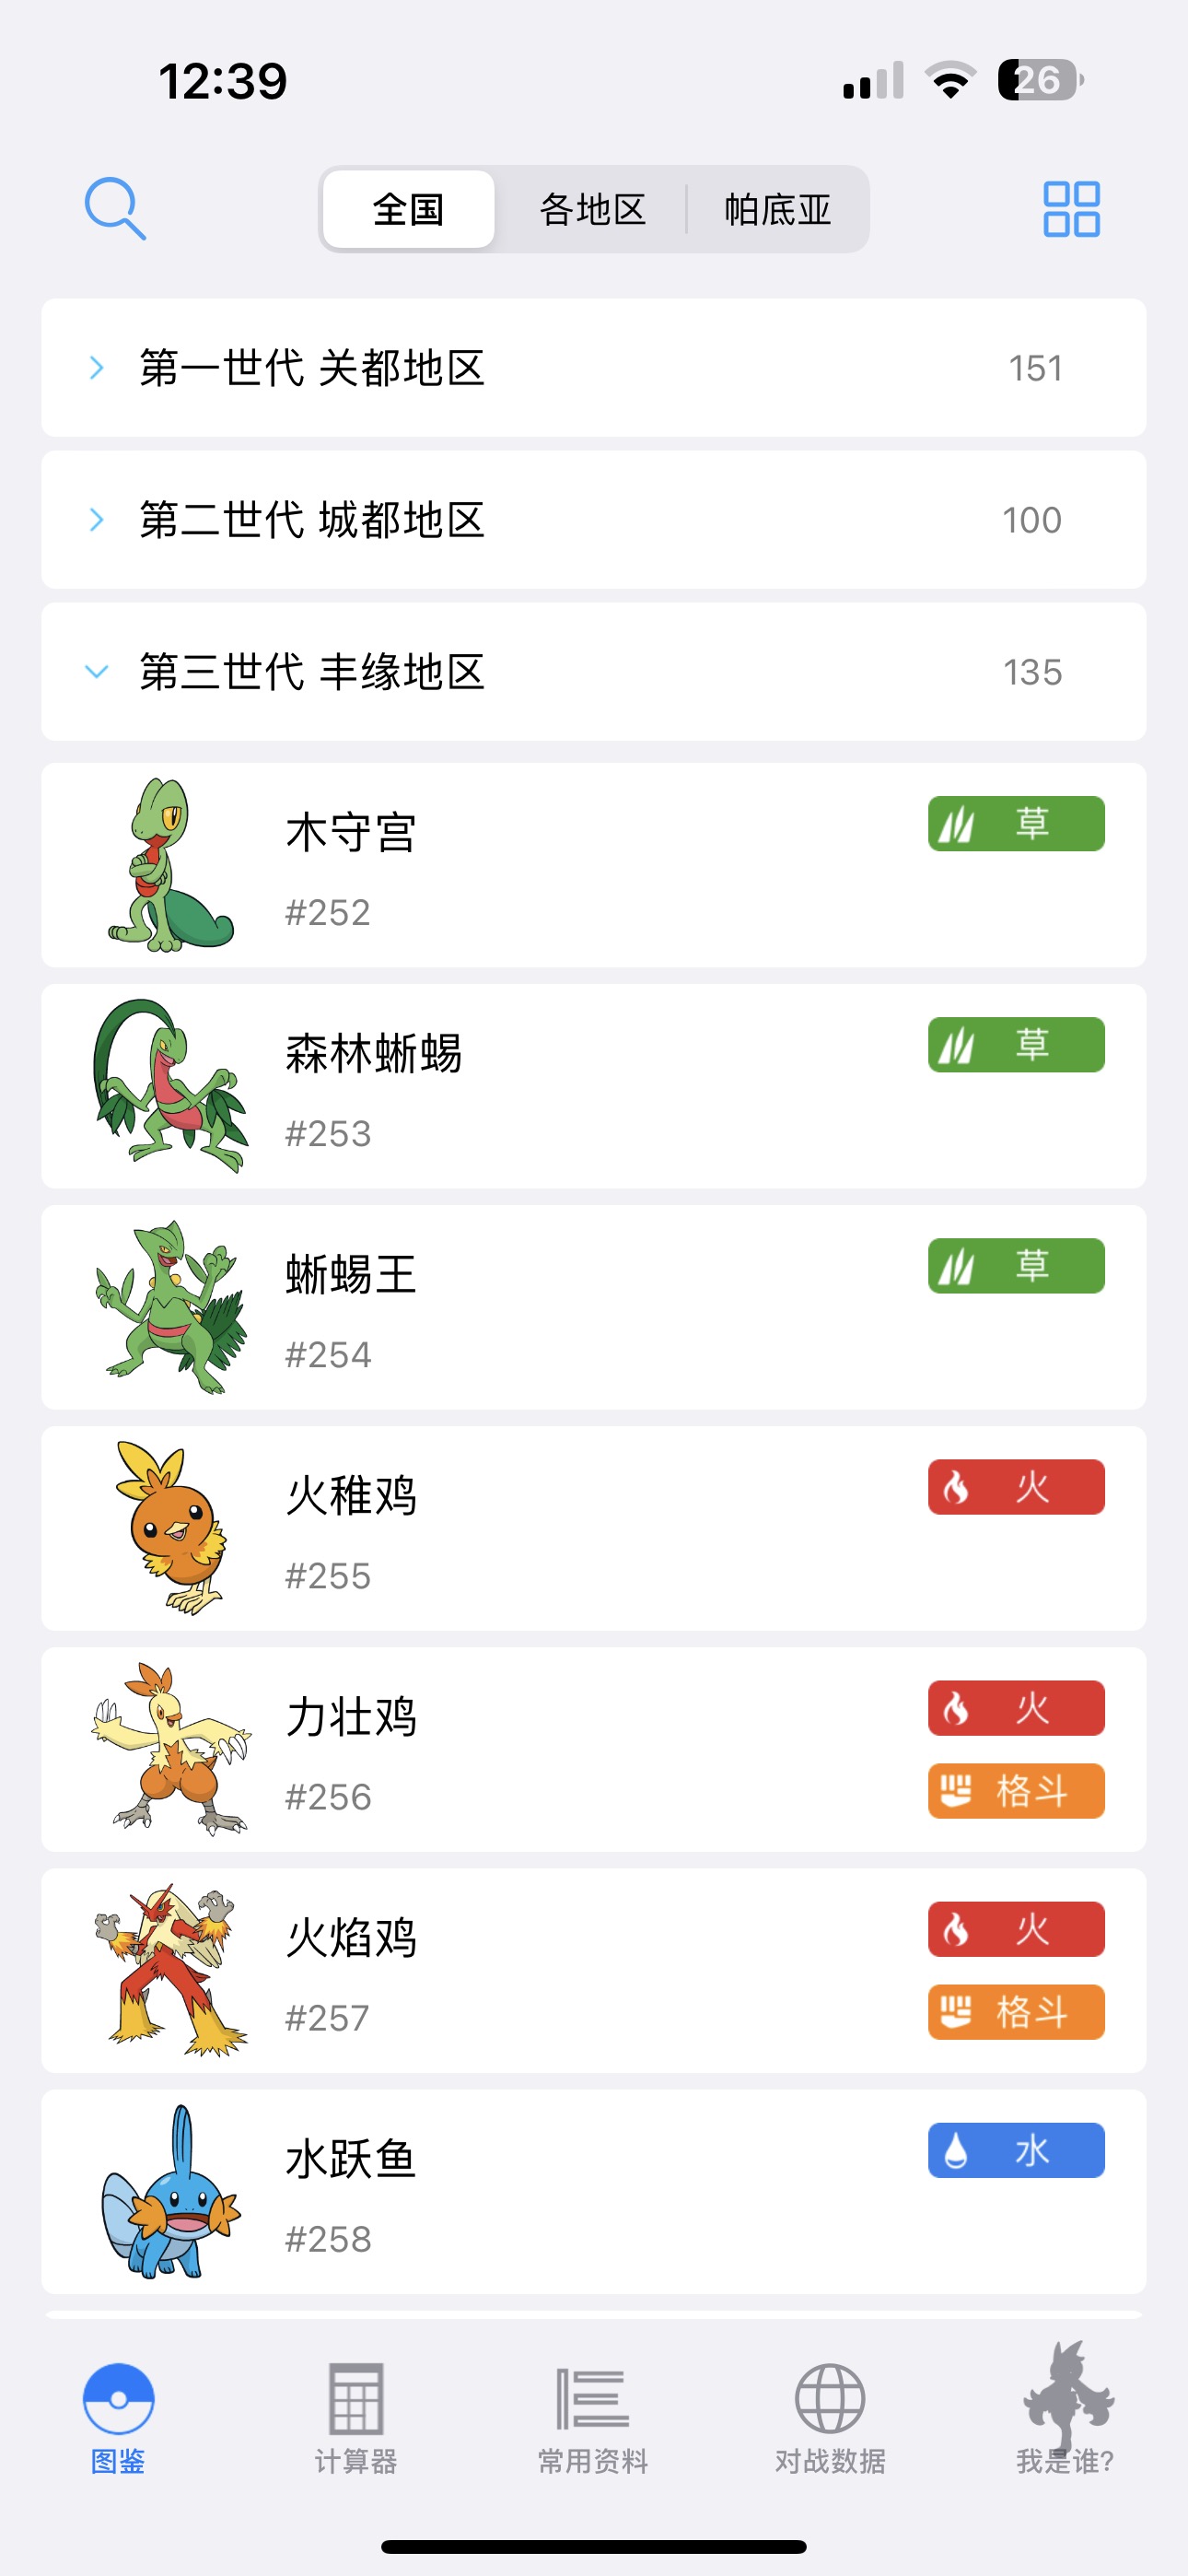 12:39
26
全国 各地区 帕底亚
第一世代 关都地区 151
第二世代 城都地区 100
第三世代 丰缘地区 135
木守宫 草
#252
森林蜥蜴 草
#253
蜥蜴王 草
#254
火稚鸡 火
#255
力壮鸡 火
#256 格斗
火焰鸡 火
#257 格斗
水跃鱼 水
#258
图鉴 计算器 常用资料 对战数据 我是谁?